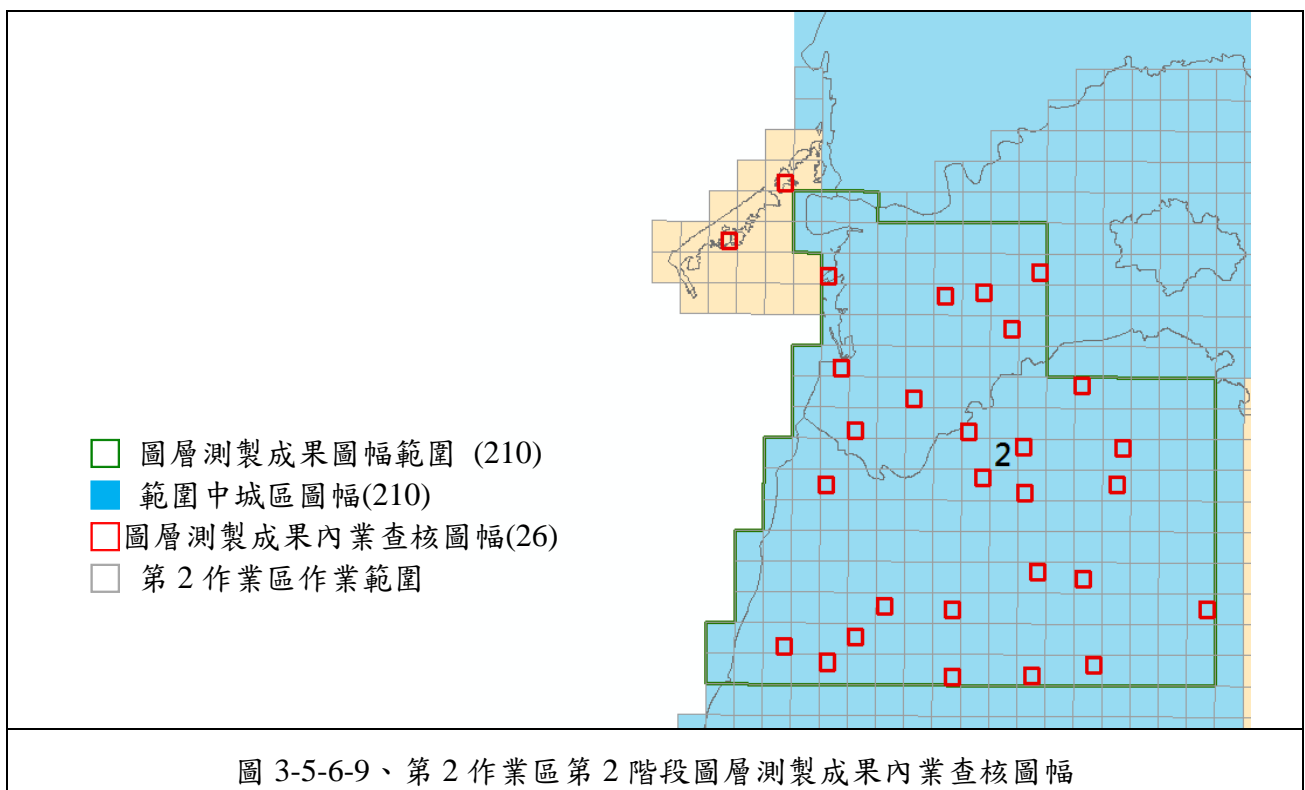 2
圖層測製成果圖幅範圍 (210)
範圍中城區圖幅(210)
圖層測製成果內業查核圖幅(26)
第 2 作業區作業範圍
圖 3-5-6-9、第 2 作業區第 2 階段圖層測製成果內業查核圖幅